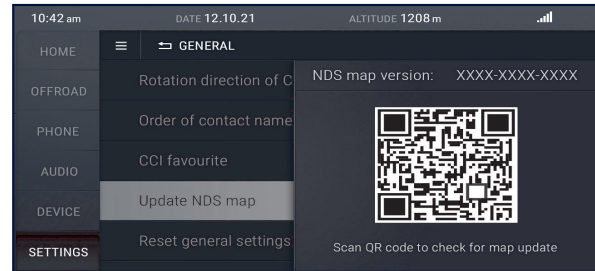 10:42 am DATE 12.10.21 ALTITUDE 1208 m
HOME
OFFROAD
PHONE
AUDIO
DEVICE
SETTINGS
GENERAL
Rotation direction of C
Order of contact name
CCI favourite
Update NDS map
Reset general settings
NDS map version: XXXX-XXXX-XXXX
Scan QR code to check for map update